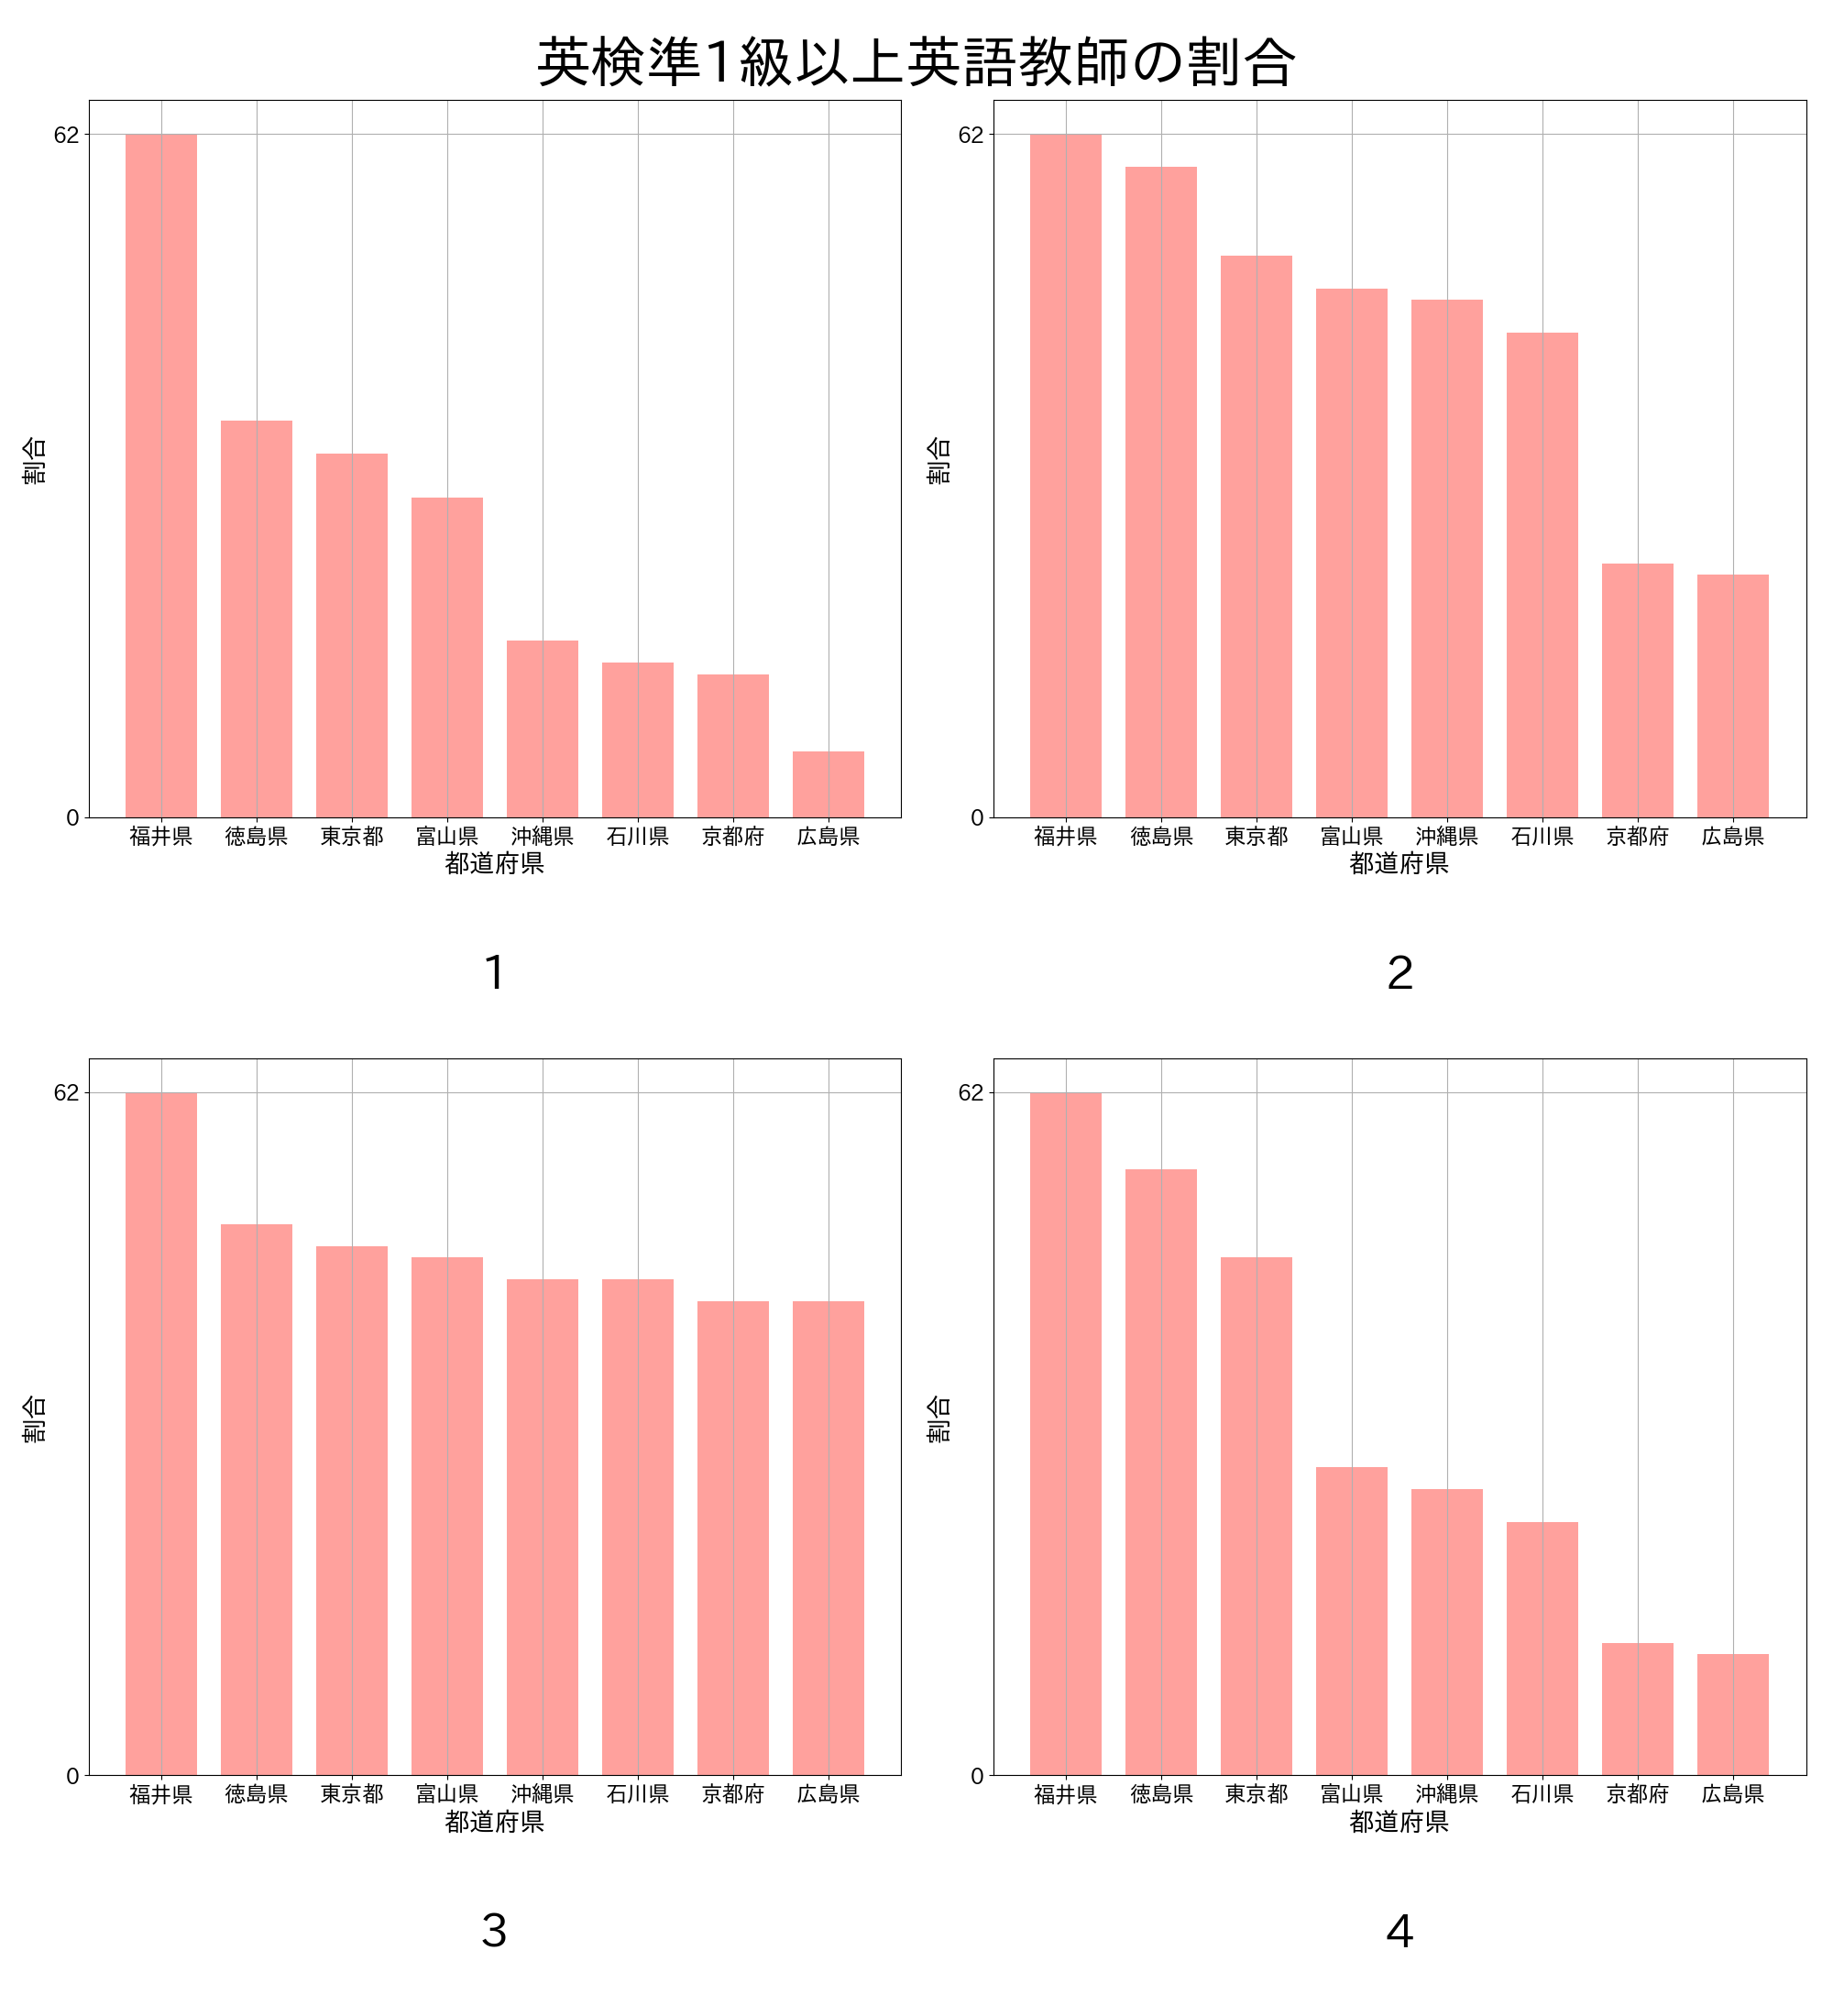 英検準1級以上英語教師の割合
62
0
割合
福井県 徳島県 東京都 富山県 沖縄県 石川県 京都府 広島県
都道府県
1
62
0
割合
福井県 徳島県 東京都 富山県 沖縄県 石川県 京都府 広島県
都道府県
2
62
0
割合
福井県 徳島県 東京都 富山県 沖縄県 石川県 京都府 広島県
都道府県
3
62
0
割合
福井県 徳島県 東京都 富山県 沖縄県 石川県 京都府 広島県
都道府県
4